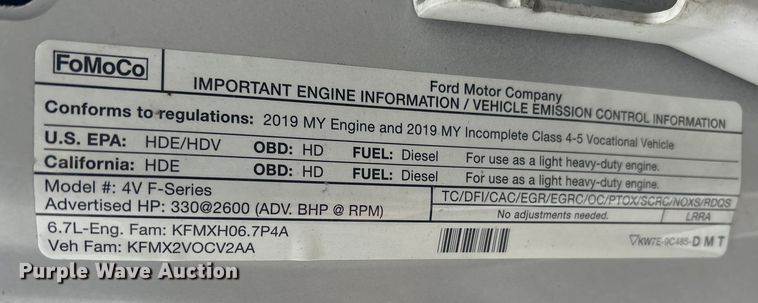 FoMoCo
Ford Motor Company
IMPORTANT ENGINE INFORMATION / VEHICLE EMISSION CONTROL INFORMATION
Conforms to regulations: 2019 MY Engine and 2019 MY Incomplete Class 4-5 Vocational Vehicle
U.S. EPA: HDE/HDV OBD: HD FUEL: Diesel For use as a light heavy-duty engine.
California: HDE OBD: HD FUEL: Diesel For use as a light heavy-duty engine.
Model #: 4V F-Series TC/DFI/CAC/EGR/EGRC/OC/PTOX/SCRC/NOXS/RDQS
Advertised HP: 330@2600 (ADV. BHP @ RPM) No adjustments needed. LRRA
6.7L-Eng. Fam: KFMXH06.7P4A
Veh Fam: KFMX2VOCV2AA KW7E-9C485-DMT
Purple Wave Auction